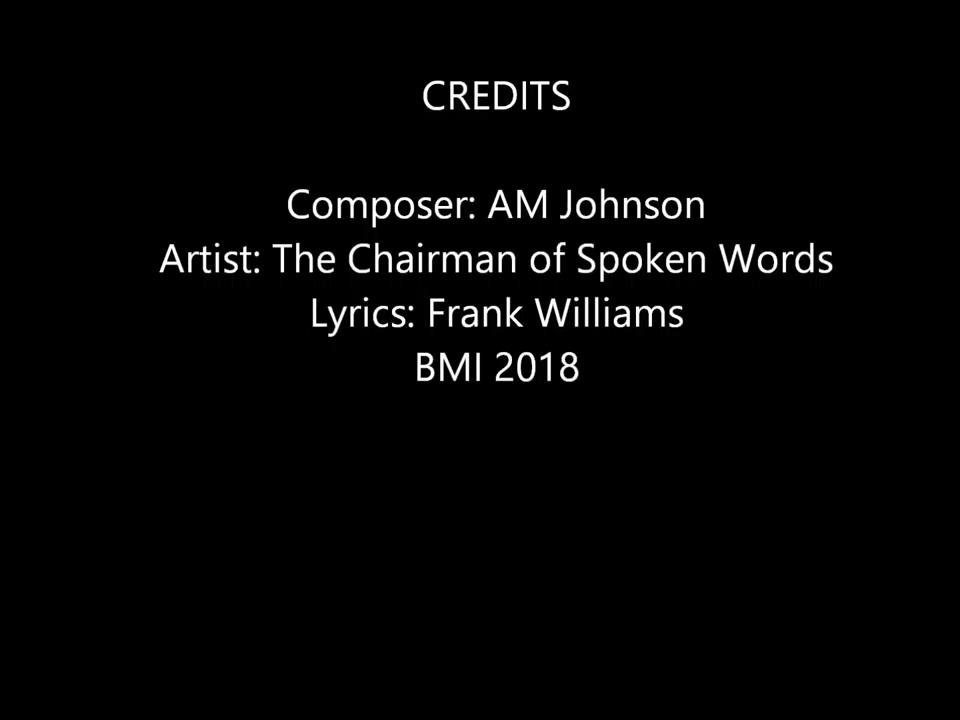 CREDITS
Composer: AM Johnson
Artist: The Chairman of Spoken Words
Lyrics: Frank Williams
BMI 2018